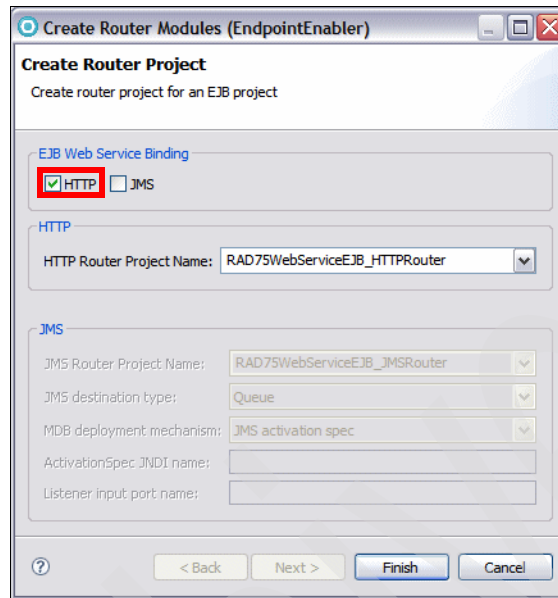 Create Router Modules (EndpointEnabler)
Create Router Project
Create router project for an EJB project
EJB Web Service Binding
HTTP JMS
HTTP
HTTP Router Project Name: RAD75WebServiceEJB_HTTPRouter
JMS
JMS Router Project Name: RAD75WebServiceEJB_JMSRouter
JMS destination type: Queue
MDB deployment mechanism: JMS activation spec
ActivationSpec JNDI name:
Listener input port name:
? < Back Next > Finish Cancel